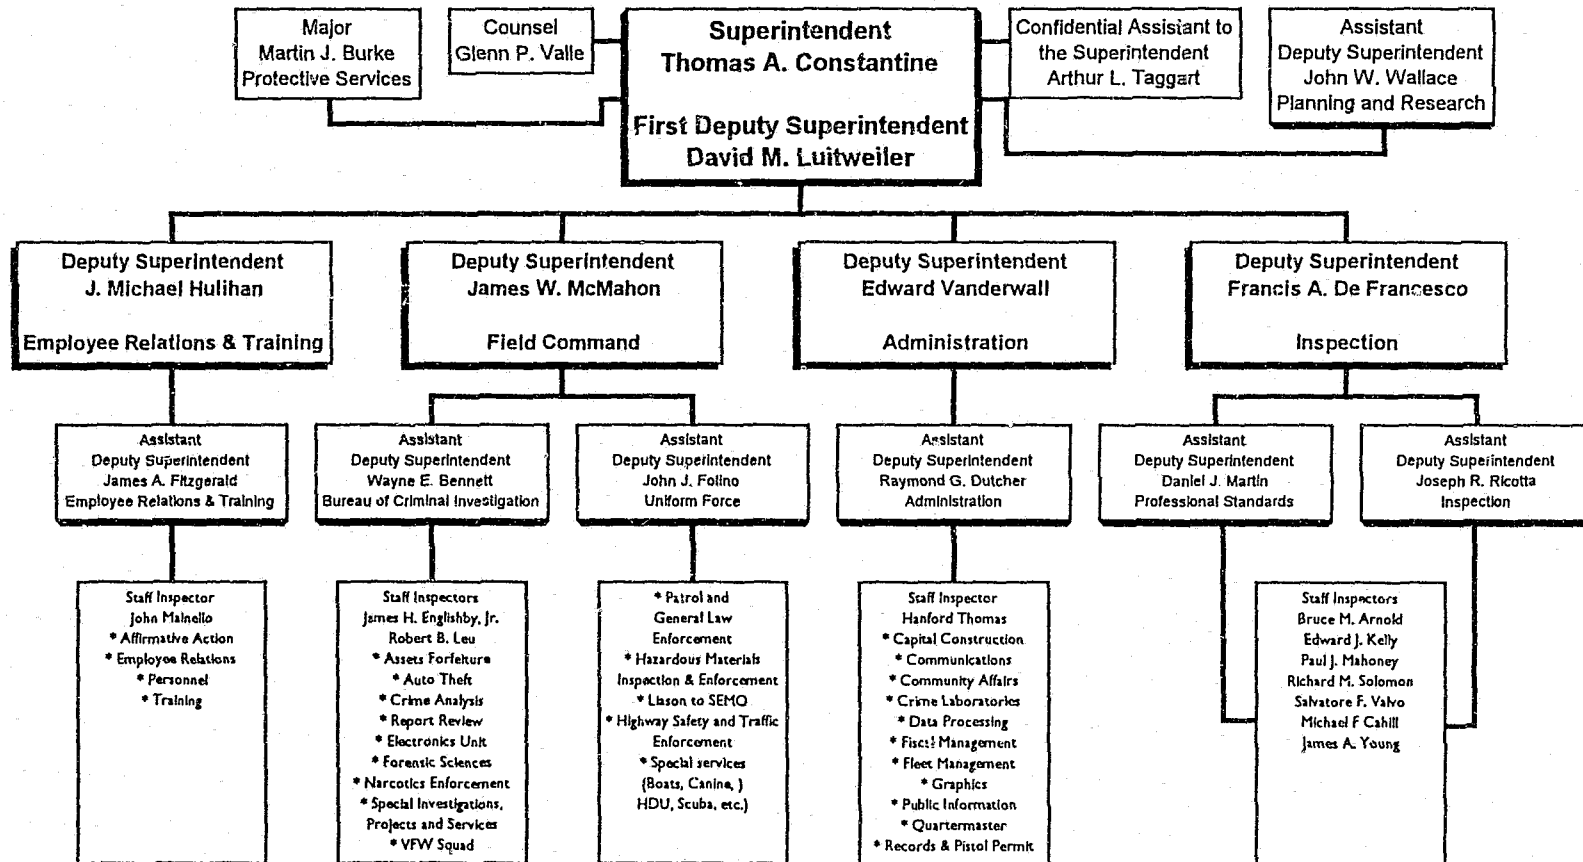 Major
Martin J. Burke
Protective Services
Counsel
Glenn P. Valle
Superintendent
Thomas A. Constantine
First Deputy Superintendent
David M. Luitweiler
Confidential Assistant to
the Superintendent
Arthur L. Taggart
Assistant
Deputy Superintendent
John W. Wallace
Planning and Research
Deputy Superintendent
J. Michael Hulihan
Employee Relations & Training
Deputy Superintendent
James W. McMahon
Field Command
Deputy Superintendent
Edward Vanderwall
Administration
Deputy Superintendent
Francis A. De Francesco
Inspection
Assistant
Deputy Superintendent
James A. Fitzgerald
Employee Relations & Training
Assistant
Deputy Superintendent
Wayne E. Bennett
Bureau of Criminal Investigation
Assistant
Deputy Superintendent
John J. Folino
Uniform Force
Assistant
Deputy Superintendent
Raymond G. Dutcher
Administration
Assistant
Deputy Superintendent
Daniel J. Martin
Professional Standards
Assistant
Deputy Superintendent
Joseph R. Ricotta
Inspection
Staff Inspector
John Mainello
* Affirmative Action
* Employee Relations
* Personnel
* Training
Staff Inspectors
James H. Englishby, Jr.
Robert B. Leu
* Assets Forfeiture
* Auto Theft
* Crime Analysis
* Report Review
* Electronics Unit
* Forensic Sciences
* Narcotics Enforcement
* Special Investigations,
Projects and Services
* VFW Squad
* Patrol and
General Law
Enforcement
* Hazardous Materials
Inspection & Enforcement
* Liason to SEMO
* Highway Safety and Traffic
Enforcement
* Special services
(Boats, Canine, )
HDU, Scuba, etc.)
Staff Inspector
Hanford Thomas
* Capital Construction
* Communications
* Community Affairs
* Crime Laboratories
* Data Processing
* Fiscal Management
* Fleet Management
* Graphics
* Public Information
* Quartermaster
* Records & Pistol Permit
Staff Inspectors
Bruce M. Arnold
Edward J. Kelly
Paul J. Mahoney
Richard M. Solomon
Salvatore F. Valvo
Michael F Cahill
James A. Young